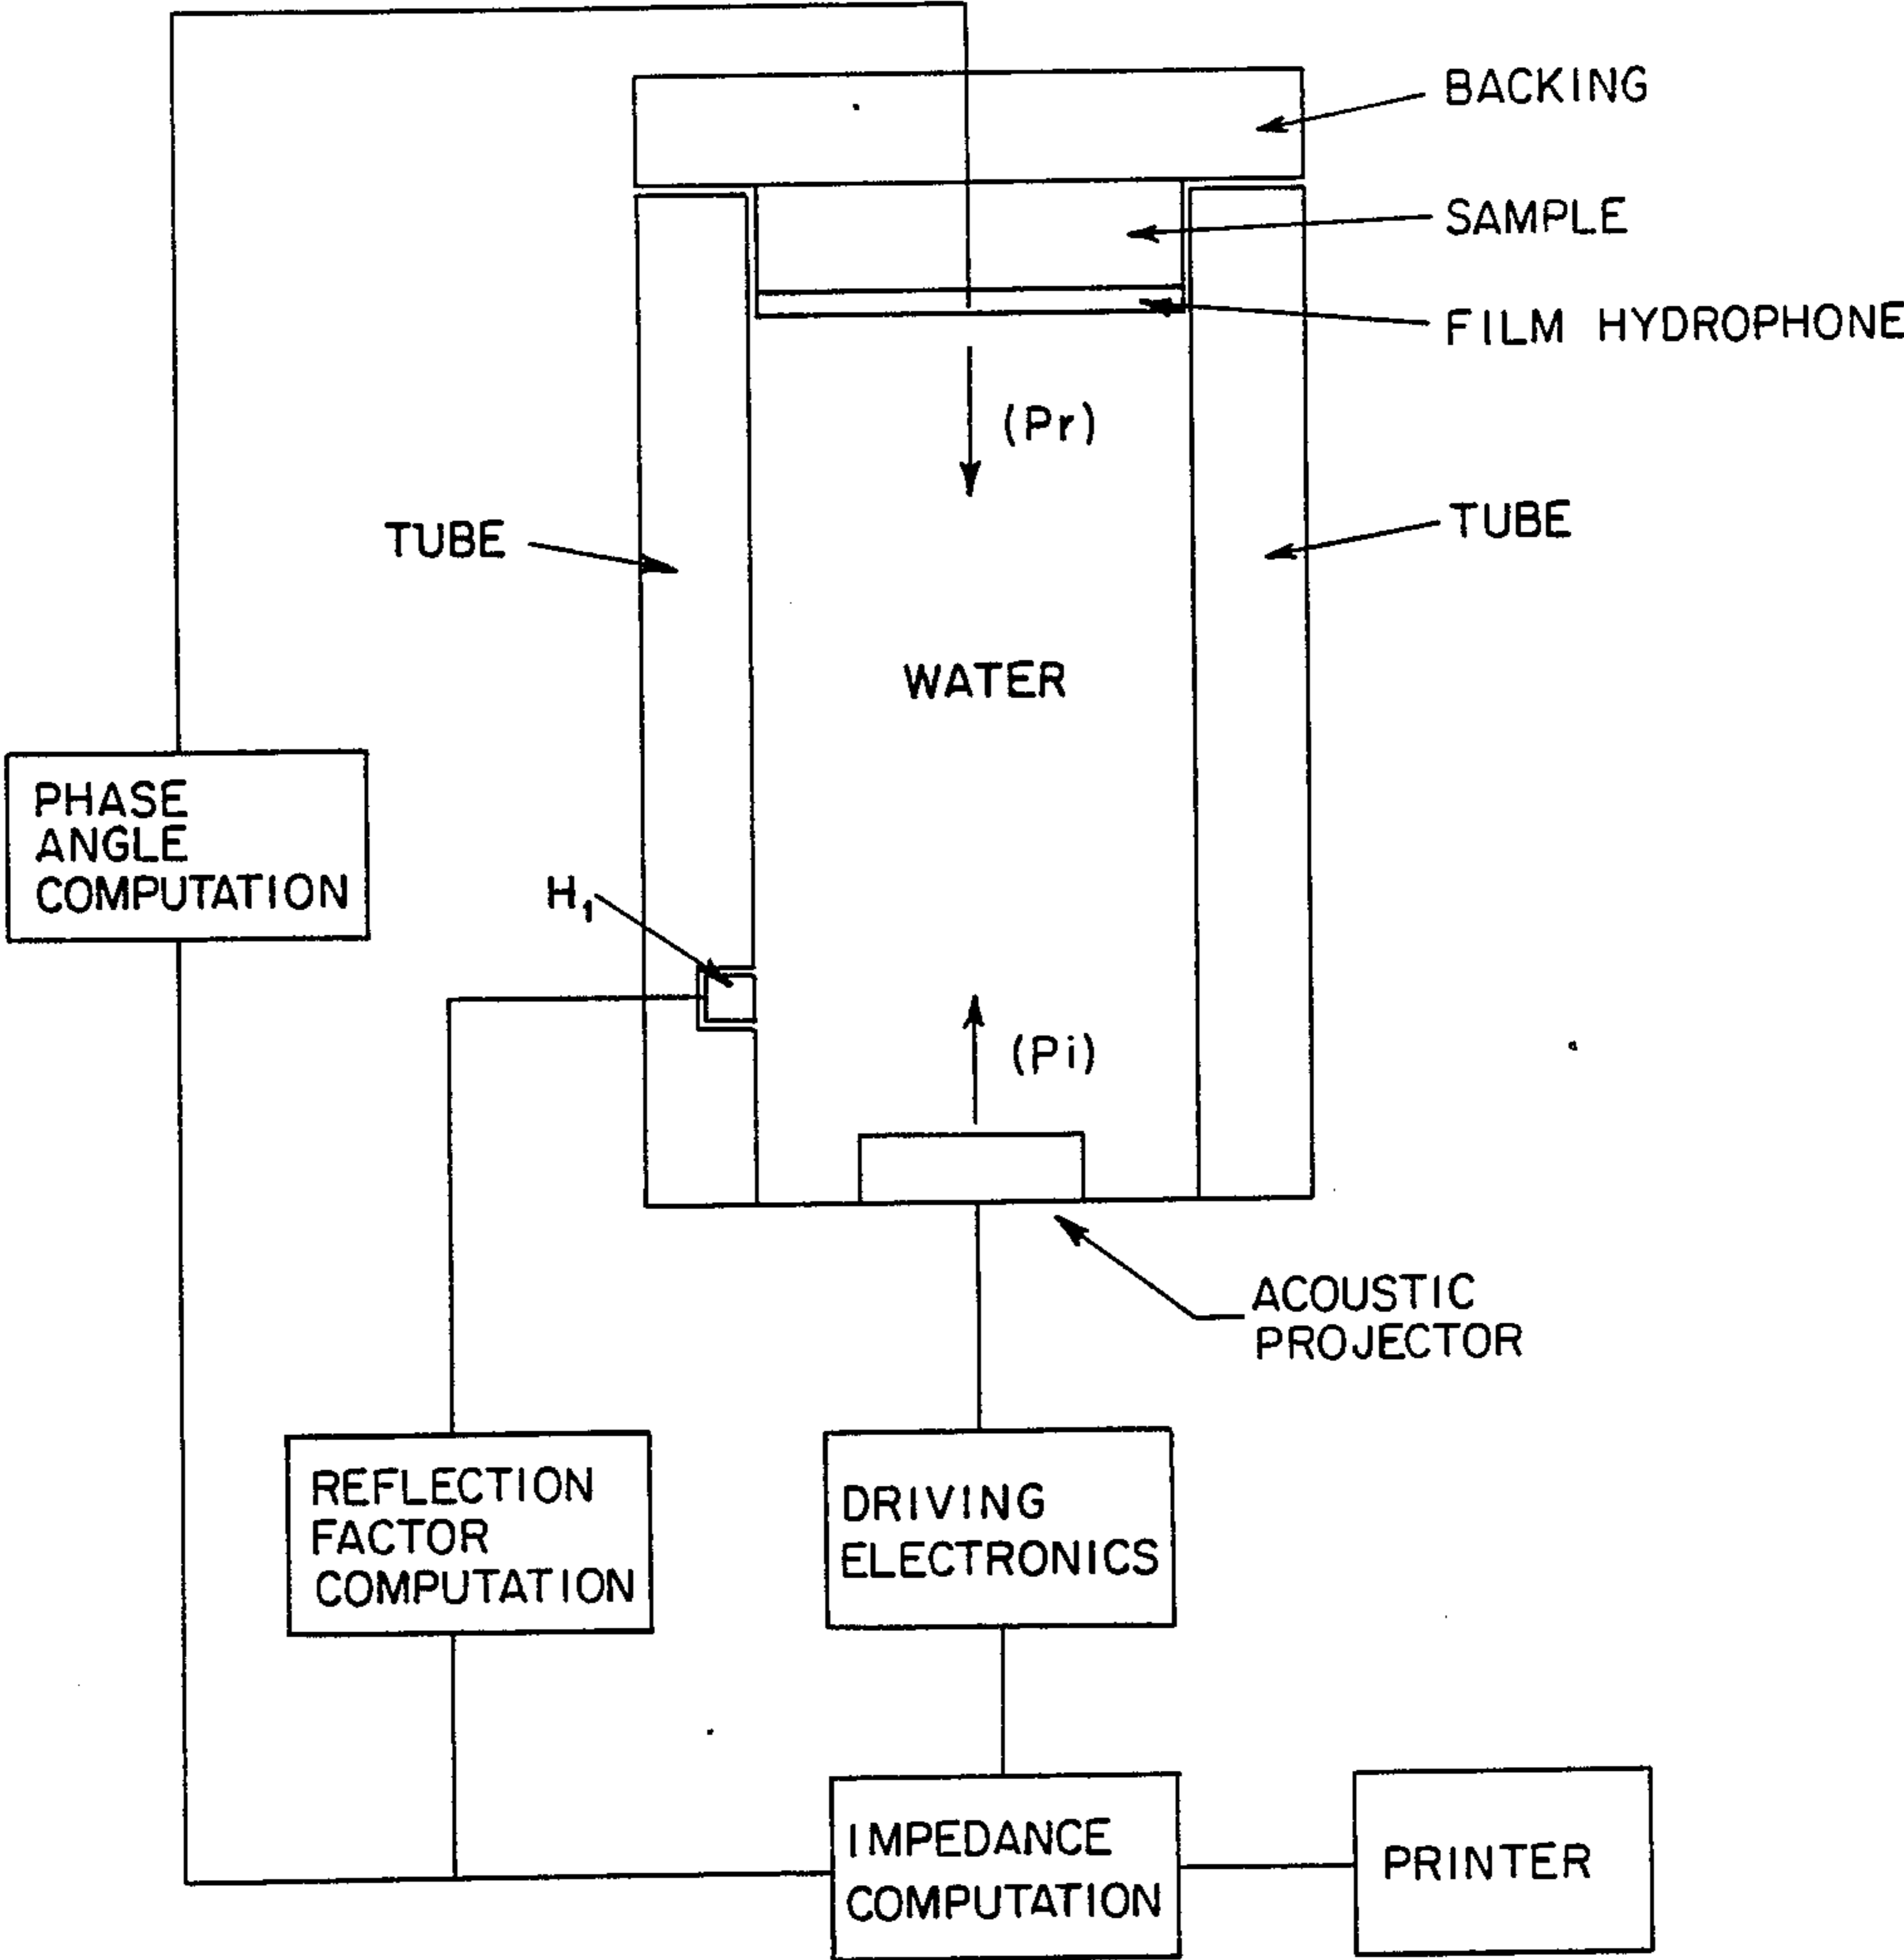 BACKING
SAMPLE
FILM HYDROPHONE
(Pr)
TUBE
TUBE
WATER
PHASE
ANGLE
COMPUTATION
H₁
(Pi)
ACOUSTIC
PROJECTOR
REFLECTION
FACTOR
COMPUTATION
DRIVING
ELECTRONICS
IMPEDANCE
COMPUTATION
PRINTER